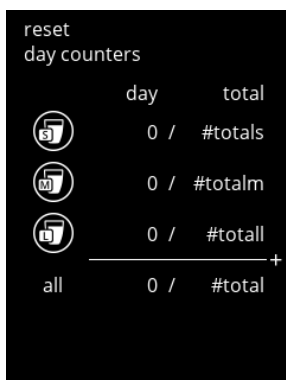 reset
day counters
day total
S 0 / #totals
M 0 / #totalm
L 0 / #totall
+
all 0 / #total